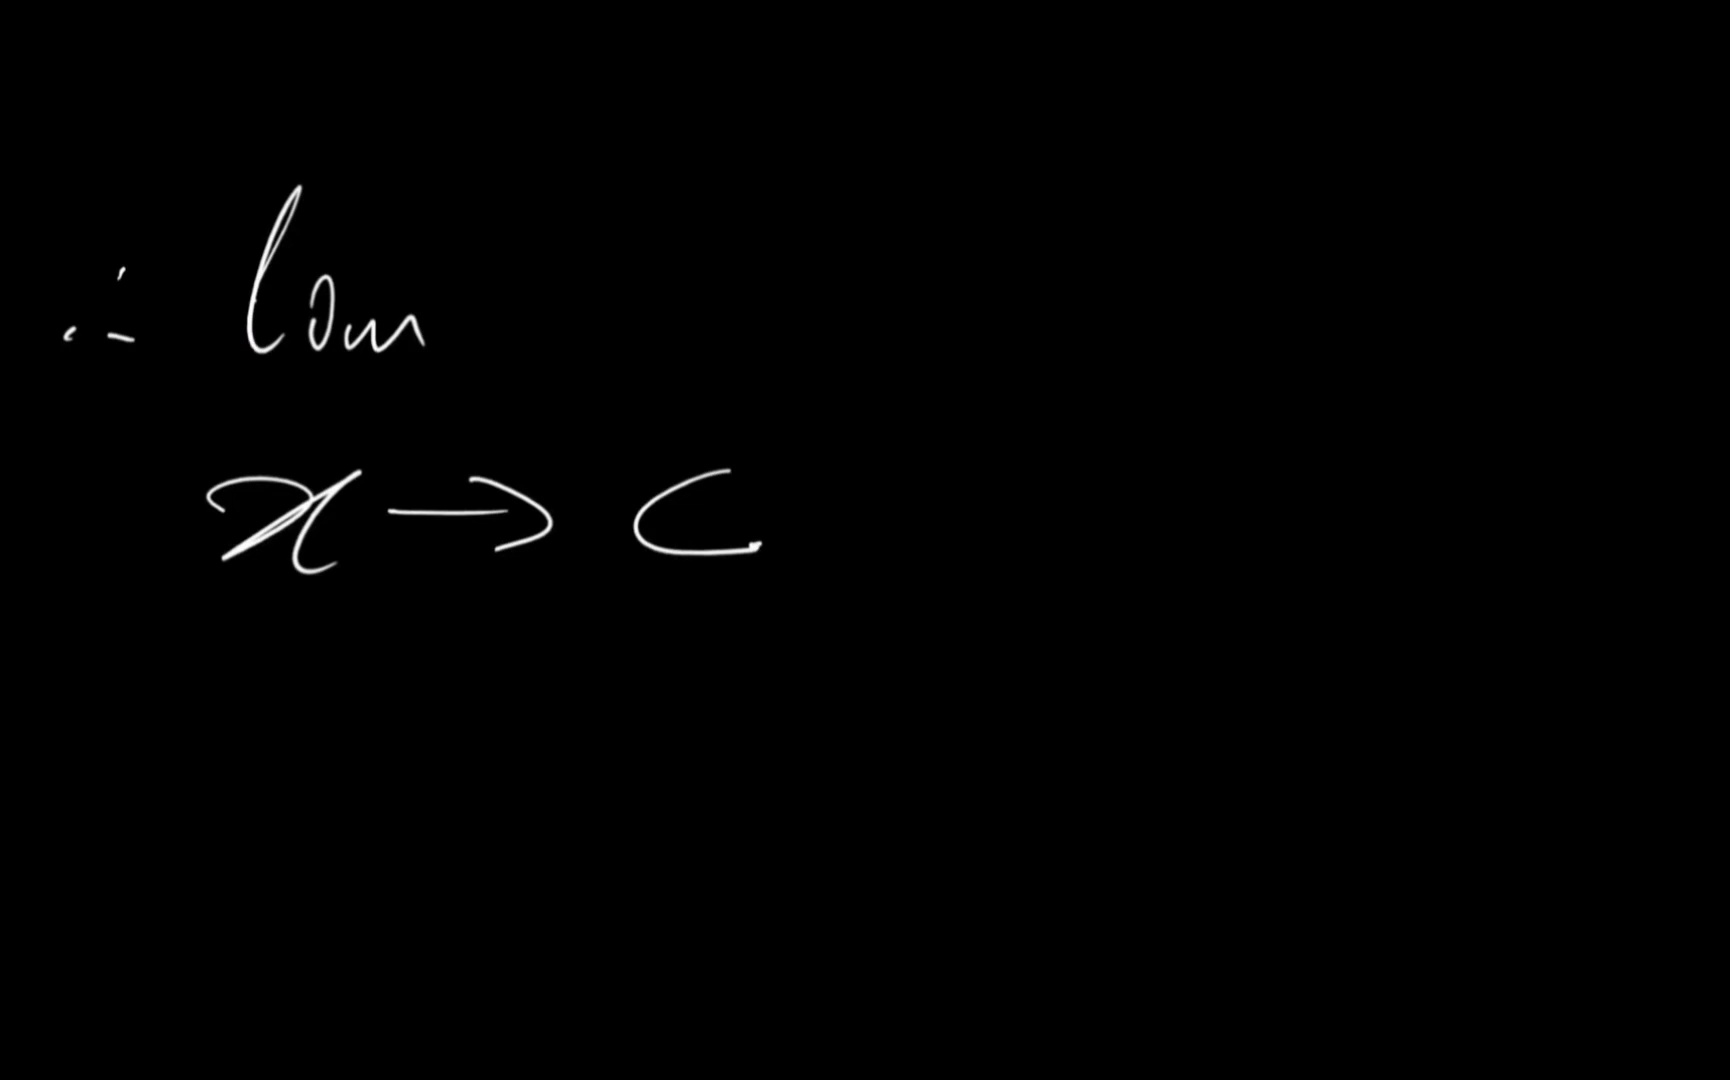 ∴ lim
x → c